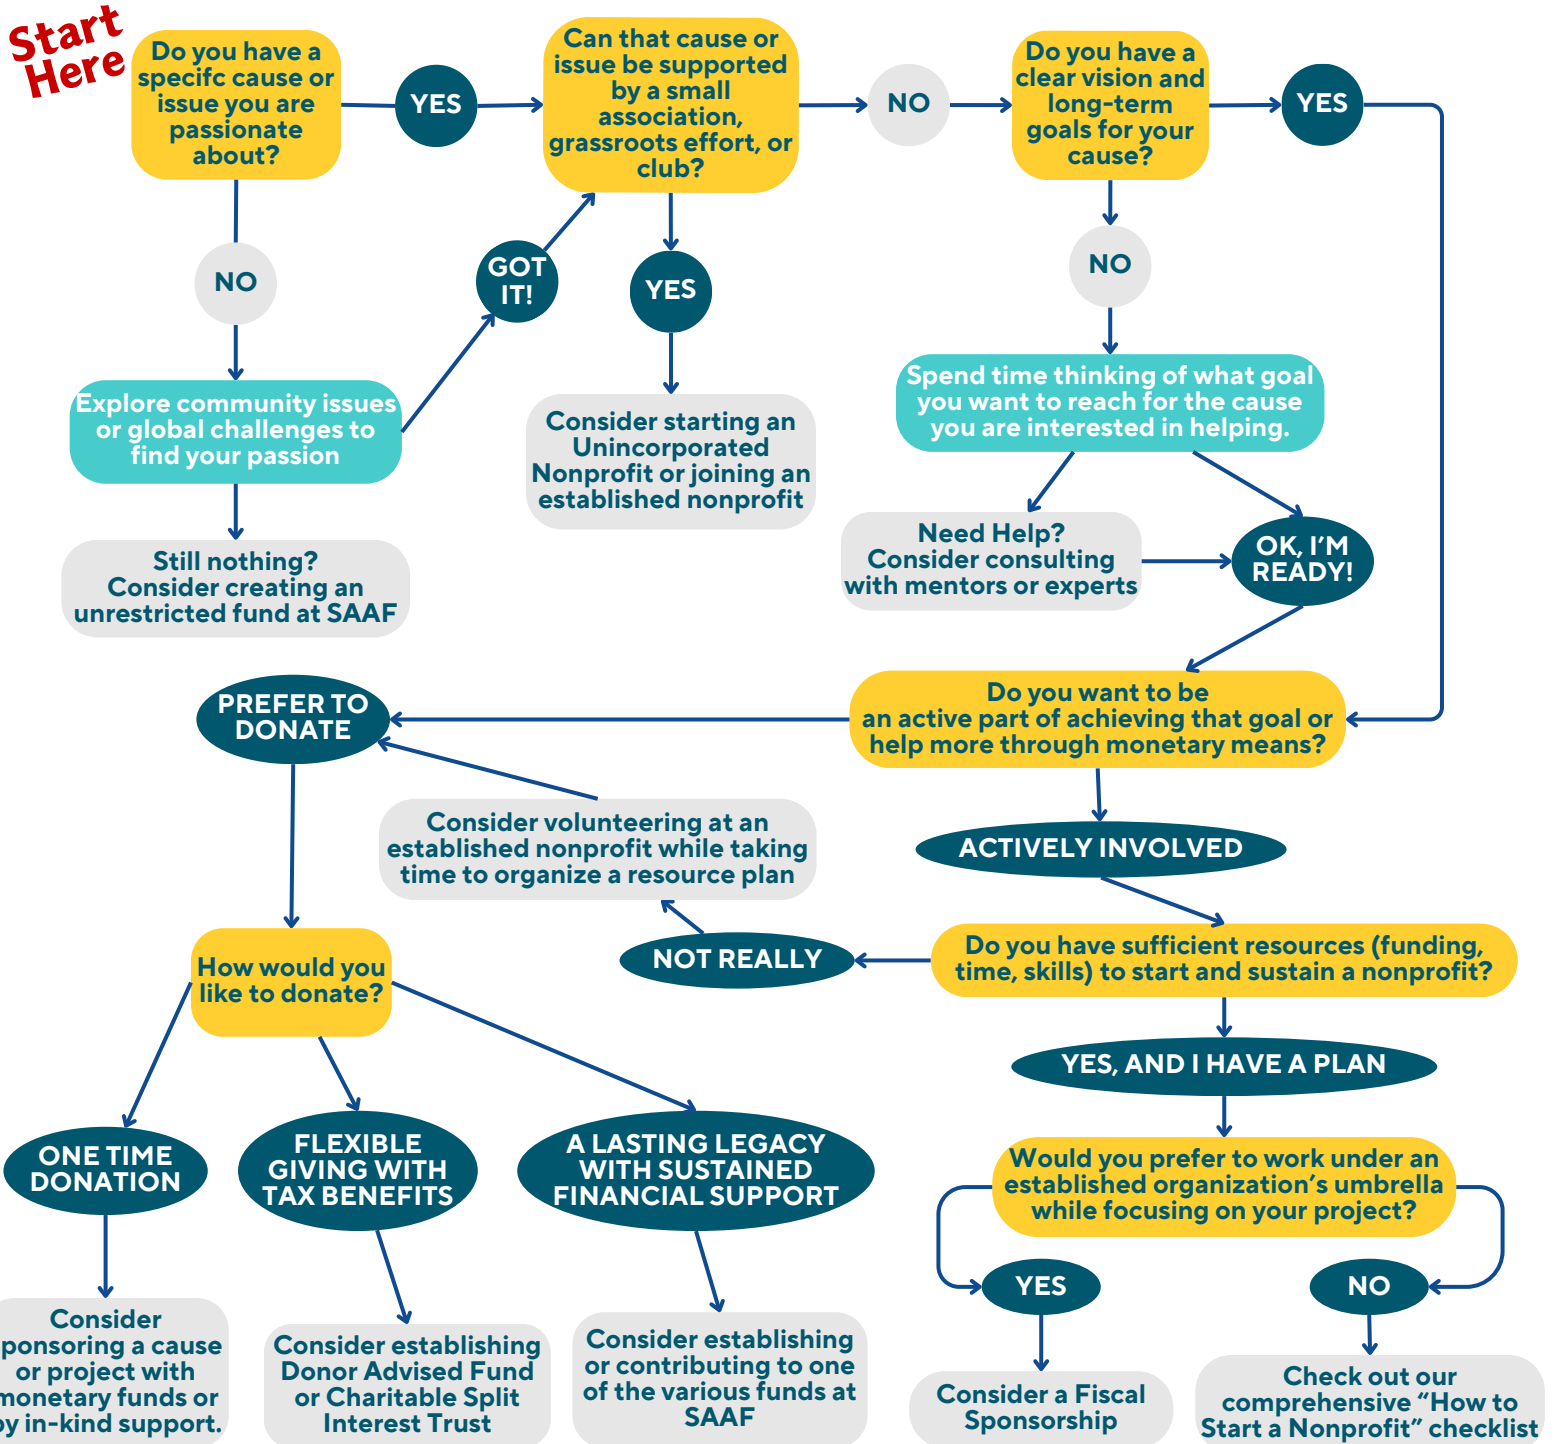 Start
Here
Do you have a
specifc cause or
issue you are
passionate
about?
YES
Can that cause or
issue be supported
by a small
association,
grassroots effort, or
club?
NO
Do you have a
clear vision and
long-term
goals for your
cause?
YES
NO
GOT
IT!
YES
NO
Explore community issues
or global challenges to
find your passion
Consider starting an
Unincorporated
Nonprofit or joining an
established nonprofit
Spend time thinking of what goal
you want to reach for the cause
you are interested in helping.
Still nothing?
Consider creating an
unrestricted fund at SAAF
Need Help?
Consider consulting
with mentors or experts
OK, I'M
READY!
PREFER TO
DONATE
Do you want to be
an active part of achieving that goal or
help more through monetary means?
Consider volunteering at an
established nonprofit while taking
time to organize a resource plan
ACTIVELY INVOLVED
NOT REALLY
Do you have sufficient resources (funding,
time, skills) to start and sustain a nonprofit?
How would you
like to donate?
YES, AND I HAVE A PLAN
ONE TIME
DONATION
FLEXIBLE
GIVING WITH
TAX BENEFITS
A LASTING LEGACY
WITH SUSTAINED
FINANCIAL SUPPORT
Would you prefer to work under an
established organization's umbrella
while focusing on your project?
YES
NO
Consider
ponsoring a cause
or project with
monetary funds or
by in-kind support.
Consider establishing
Donor Advised Fund
or Charitable Split
Interest Trust
Consider establishing
or contributing to one
of the various funds at
SAAF
Consider a Fiscal
Sponsorship
Check out our
comprehensive “How to
Start a Nonprofit” checklist